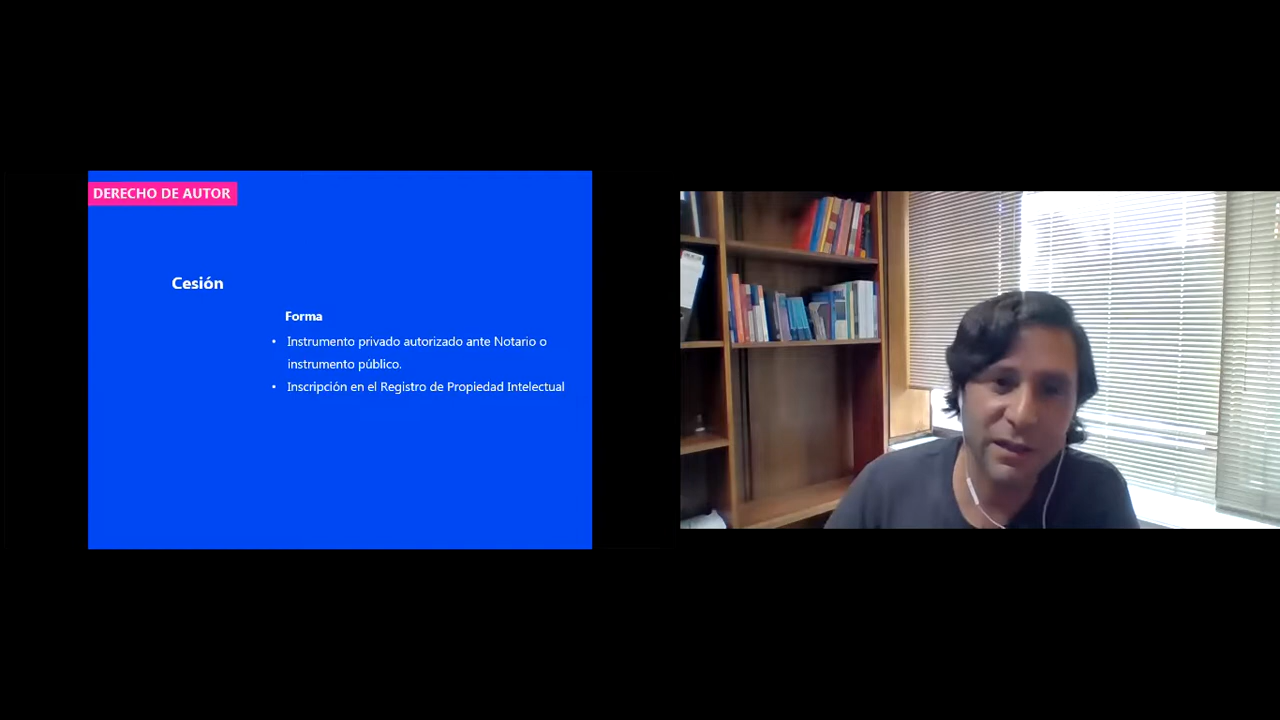 DERECHO DE AUTOR
Cesión
Forma
• Instrumento privado autorizado ante Notario o
instrumento público.
• Inscripción en el Registro de Propiedad Intelectual